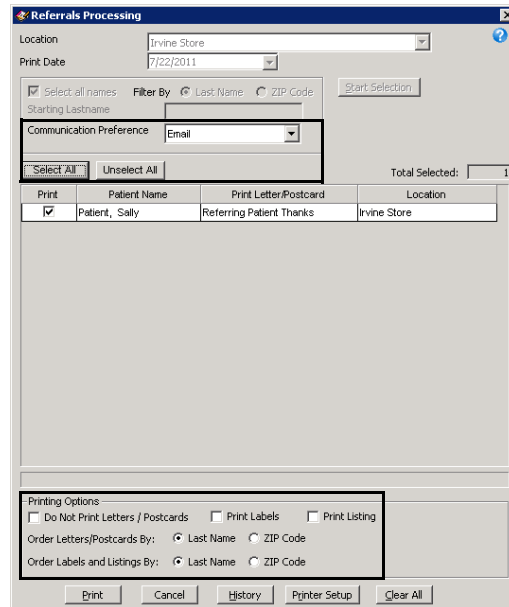 Referrals Processing
Location Irvine Store
Print Date 7/22/2011
Select all names Filter By Last Name ZIP Code Start Selection
Starting Lastname
Communication Preference Email
Select All Unselect All Total Selected: 1
Print Patient Name Print Letter/Postcard Location
Patient, Sally Referring Patient Thanks Irvine Store
Printing Options
Do Not Print Letters / Postcards Print Labels Print Listing
Order Letters/Postcards By: Last Name ZIP Code
Order Labels and Listings By: Last Name ZIP Code
Print Cancel History Printer Setup Clear All